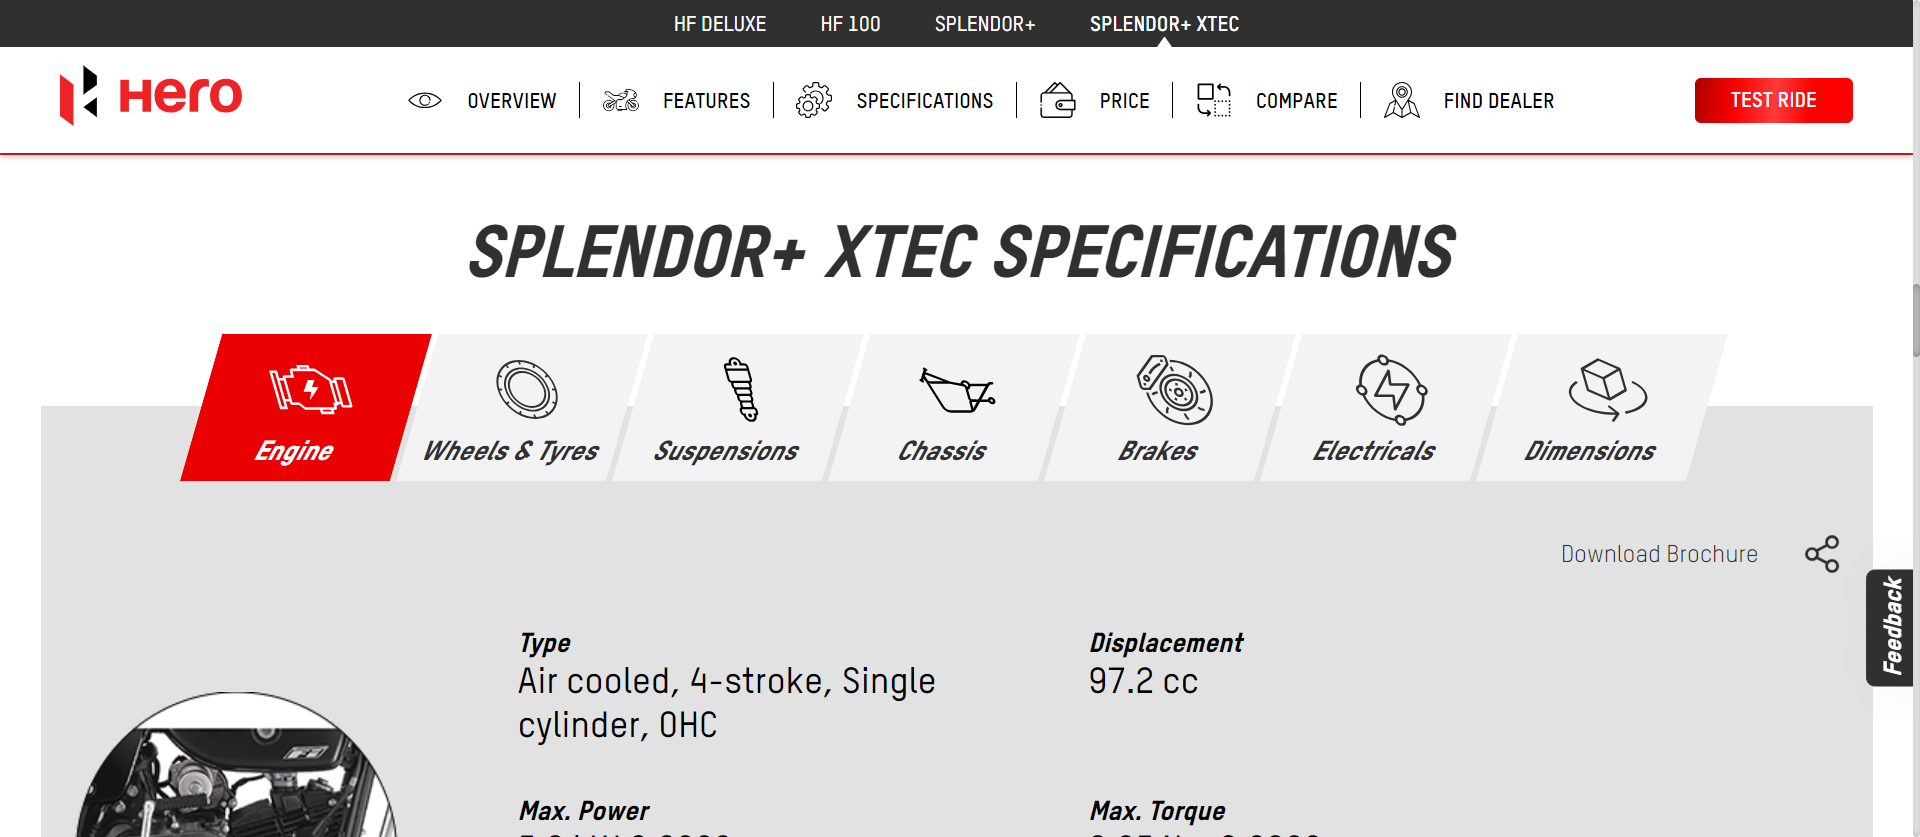 HF DELUXE HF 100 SPLENDOR+ SPLENDOR+ XTEC
Hero OVERVIEW FEATURES SPECIFICATIONS PRICE COMPARE FIND DEALER TEST RIDE
SPLENDOR+ XTEC SPECIFICATIONS
Engine Wheels & Tyres Suspensions Chassis Brakes Electricals Dimensions
Download Brochure
Feedback
Type Displacement
Air cooled, 4-stroke, Single 97.2 cc
cylinder, OHC
Max. Power Max. Torque